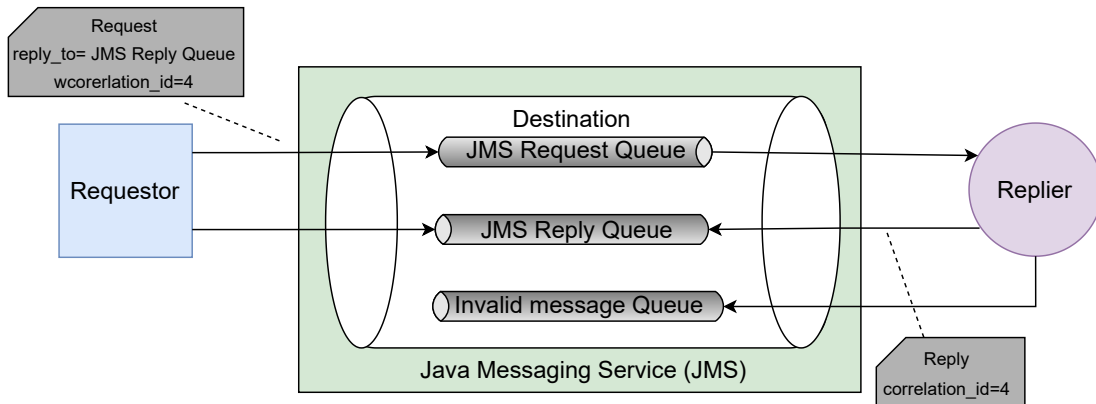 Request
reply_to= JMS Reply Queue
wcorerlation_id=4
Destination
JMS Request Queue
Requestor
Replier
JMS Reply Queue
Invalid message Queue
Java Messaging Service (JMS)
Reply
correlation_id=4